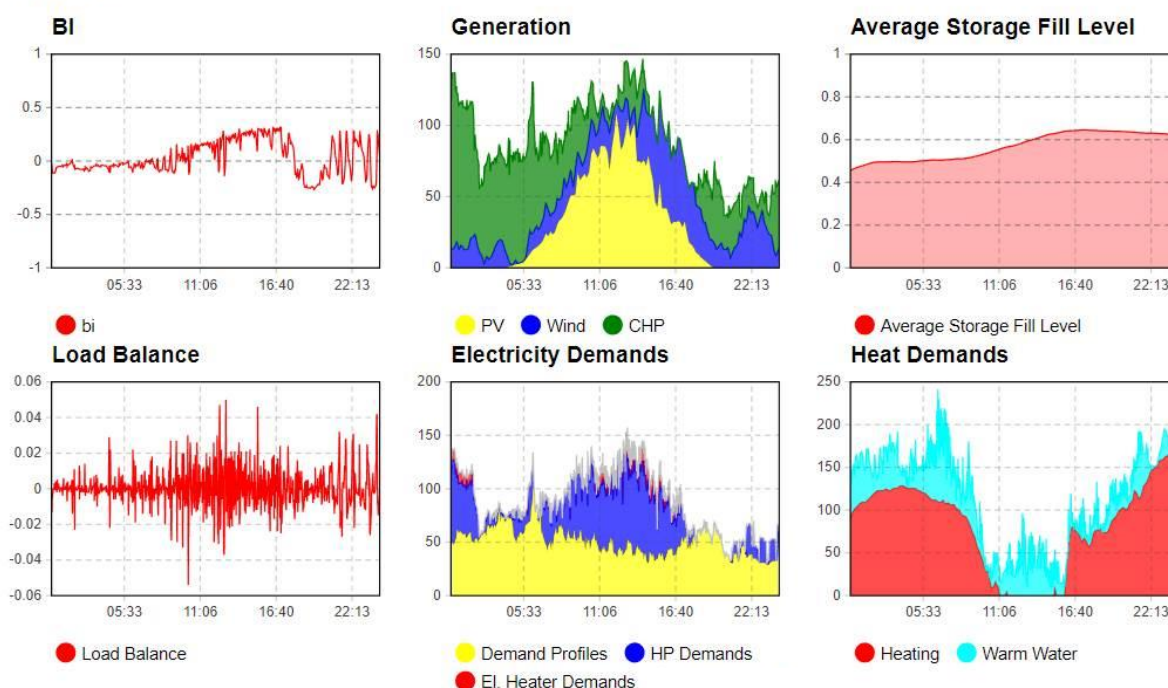 BI
1
0.5
0
-0.5
-1
05:33 11:06 16:40 22:13
bi
Generation
150
100
50
0
05:33 11:06 16:40 22:13
PV Wind CHP
Average Storage Fill Level
1
0.8
0.6
0.4
0.2
0
05:33 11:06 16:40 22:13
Average Storage Fill Level
Load Balance
0.06
0.04
0.02
0
-0.02
-0.04
-0.06
05:33 11:06 16:40 22:13
Load Balance
Electricity Demands
200
150
100
50
0
05:33 11:06 16:40 22:13
Demand Profiles HP Demands
El. Heater Demands
Heat Demands
250
200
150
100
50
0
05:33 11:06 16:40 22:13
Heating Warm Water